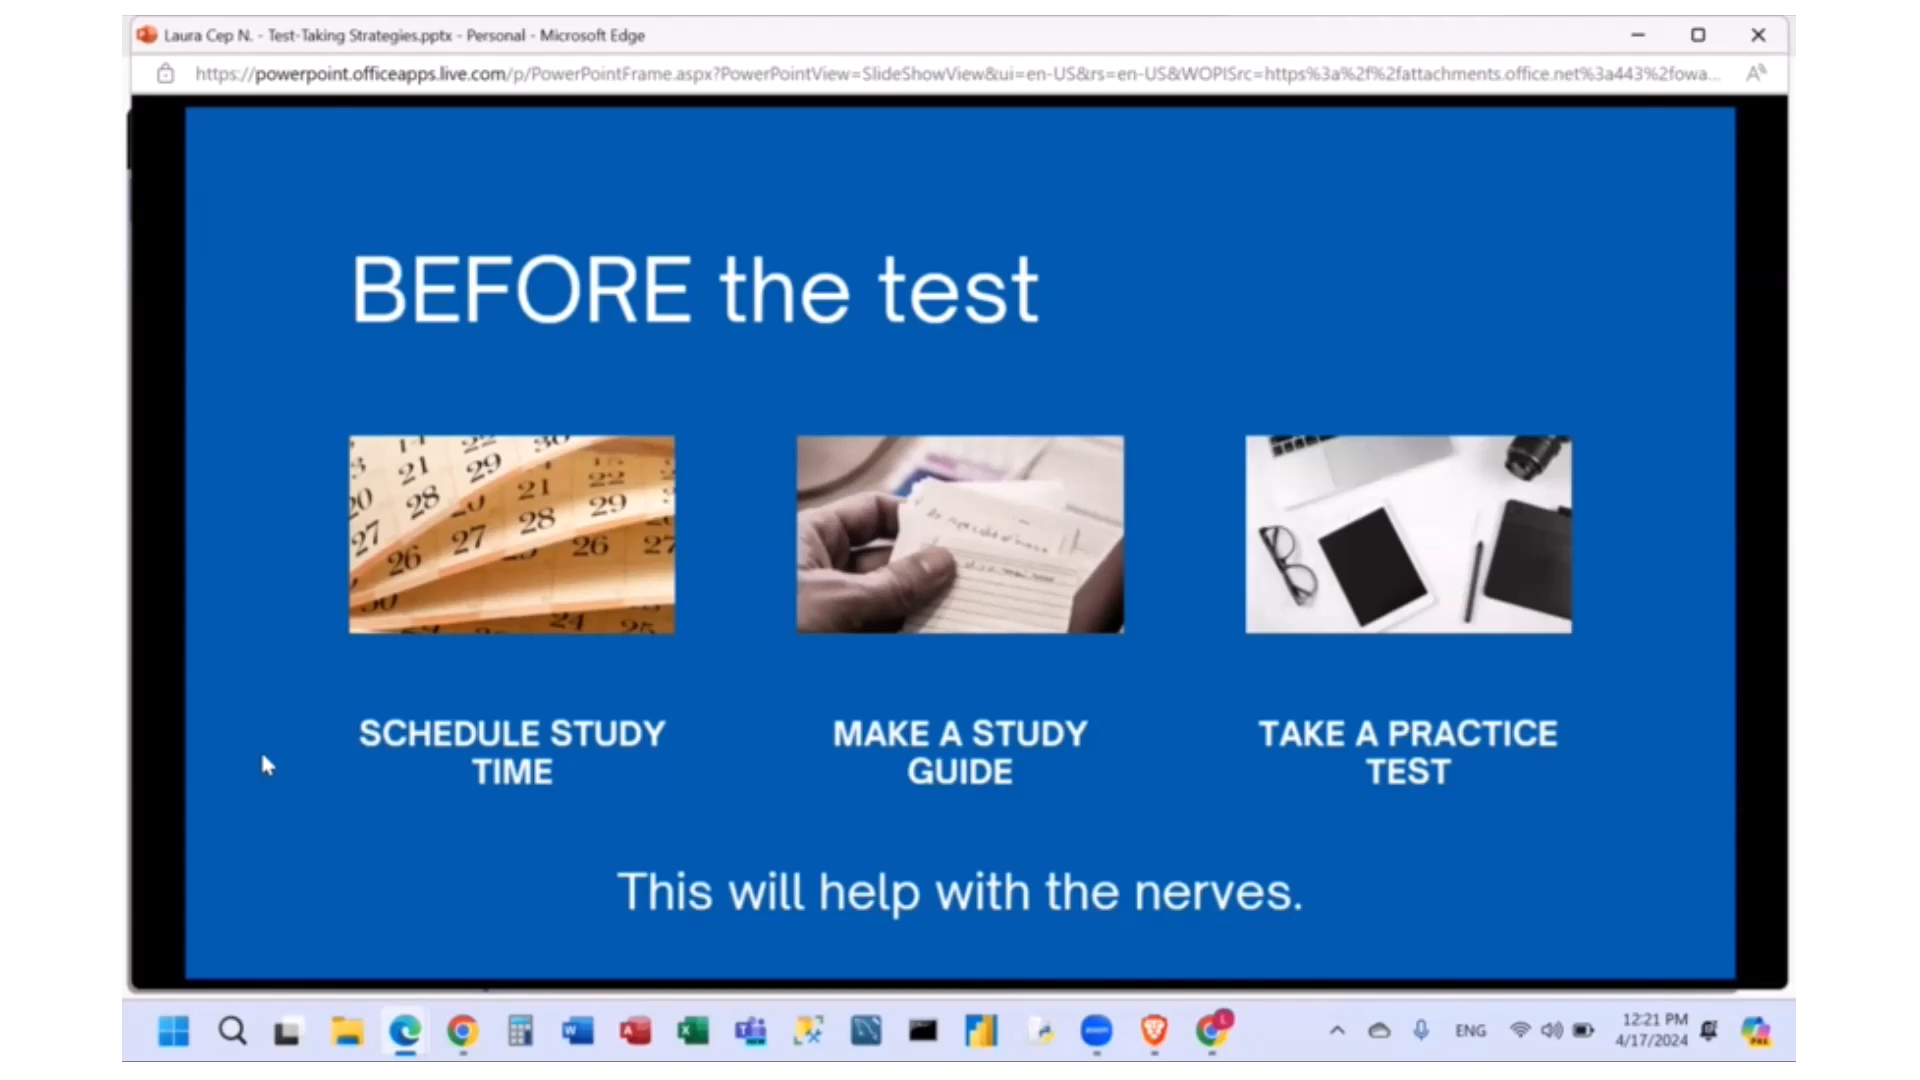 Laura Cep N. - Test-Taking Strategies.pptx - Personal - Microsoft Edge
https://powerpoint.officeapps.live.com/p/PowerPointFrame.aspx?PowerPointView=SlideShowView&ui=en-US&rs=en-US&WOPISrc=https%3a%2f%2fattachments.office.net%3a443%2fowa...
BEFORE the test
SCHEDULE STUDY
TIME
MAKE A STUDY
GUIDE
TAKE A PRACTICE
TEST
This will help with the nerves.
ENG
12:21 PM
4/17/2024